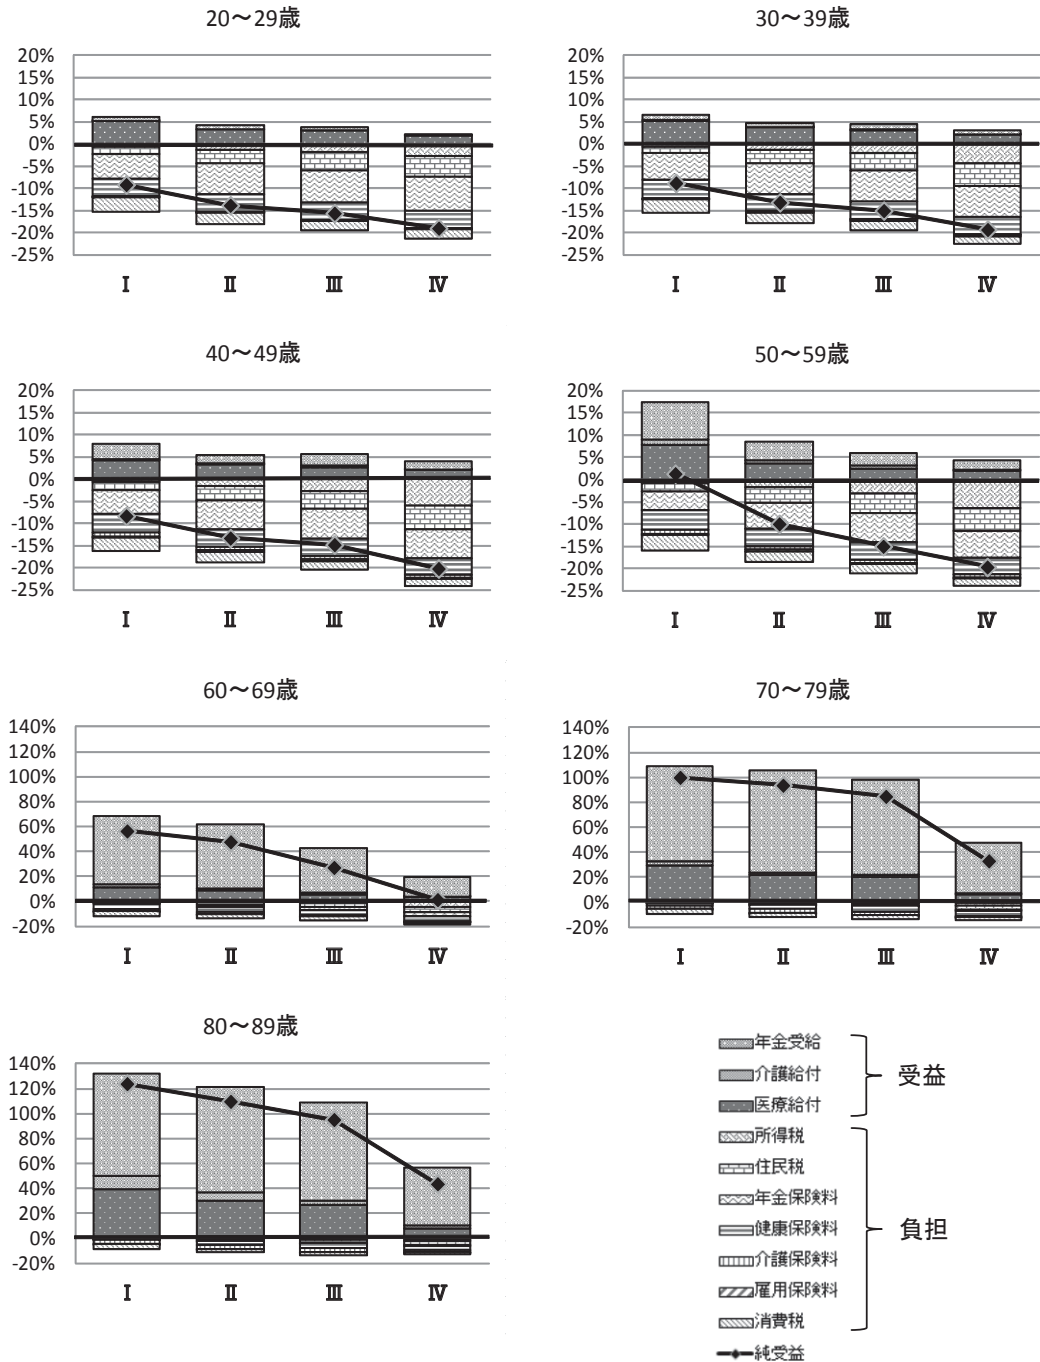 20～29歳
20%
15%
10%
5%
0%
-5%
-10%
-15%
-20%
-25%
Ⅰ Ⅱ Ⅲ Ⅳ
30～39歳
20%
15%
10%
5%
0%
-5%
-10%
-15%
-20%
-25%
Ⅰ Ⅱ Ⅲ Ⅳ
40～49歳
20%
15%
10%
5%
0%
-5%
-10%
-15%
-20%
-25%
Ⅰ Ⅱ Ⅲ Ⅳ
50～59歳
20%
15%
10%
5%
0%
-5%
-10%
-15%
-20%
-25%
Ⅰ Ⅱ Ⅲ Ⅳ
60～69歳
140%
120%
100%
80%
60%
40%
20%
0%
-20%
Ⅰ Ⅱ Ⅲ Ⅳ
70～79歳
140%
120%
100%
80%
60%
40%
20%
0%
-20%
Ⅰ Ⅱ Ⅲ Ⅳ
80～89歳
140%
120%
100%
80%
60%
40%
20%
0%
-20%
Ⅰ Ⅱ Ⅲ Ⅳ
年金受給
介護給付
医療給付
受益
所得税
住民税
年金保険料
健康保険料
介護保険料
雇用保険料
消費税
負担
純受益